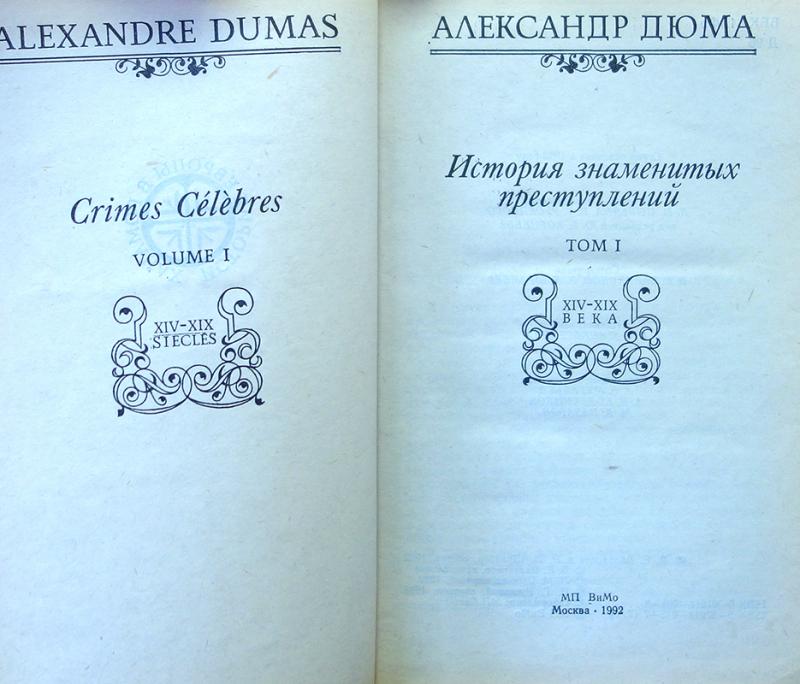 ALEXANDRE DUMAS
Crimes Célèbres
VOLUME I
XIV-XIX
SIECLES
АЛЕКСАНДР ДЮМА
История знаменитых
преступлений
ТОМ I
XIV-XIX
ВЕКА
МП ВиМо
Москва · 1992